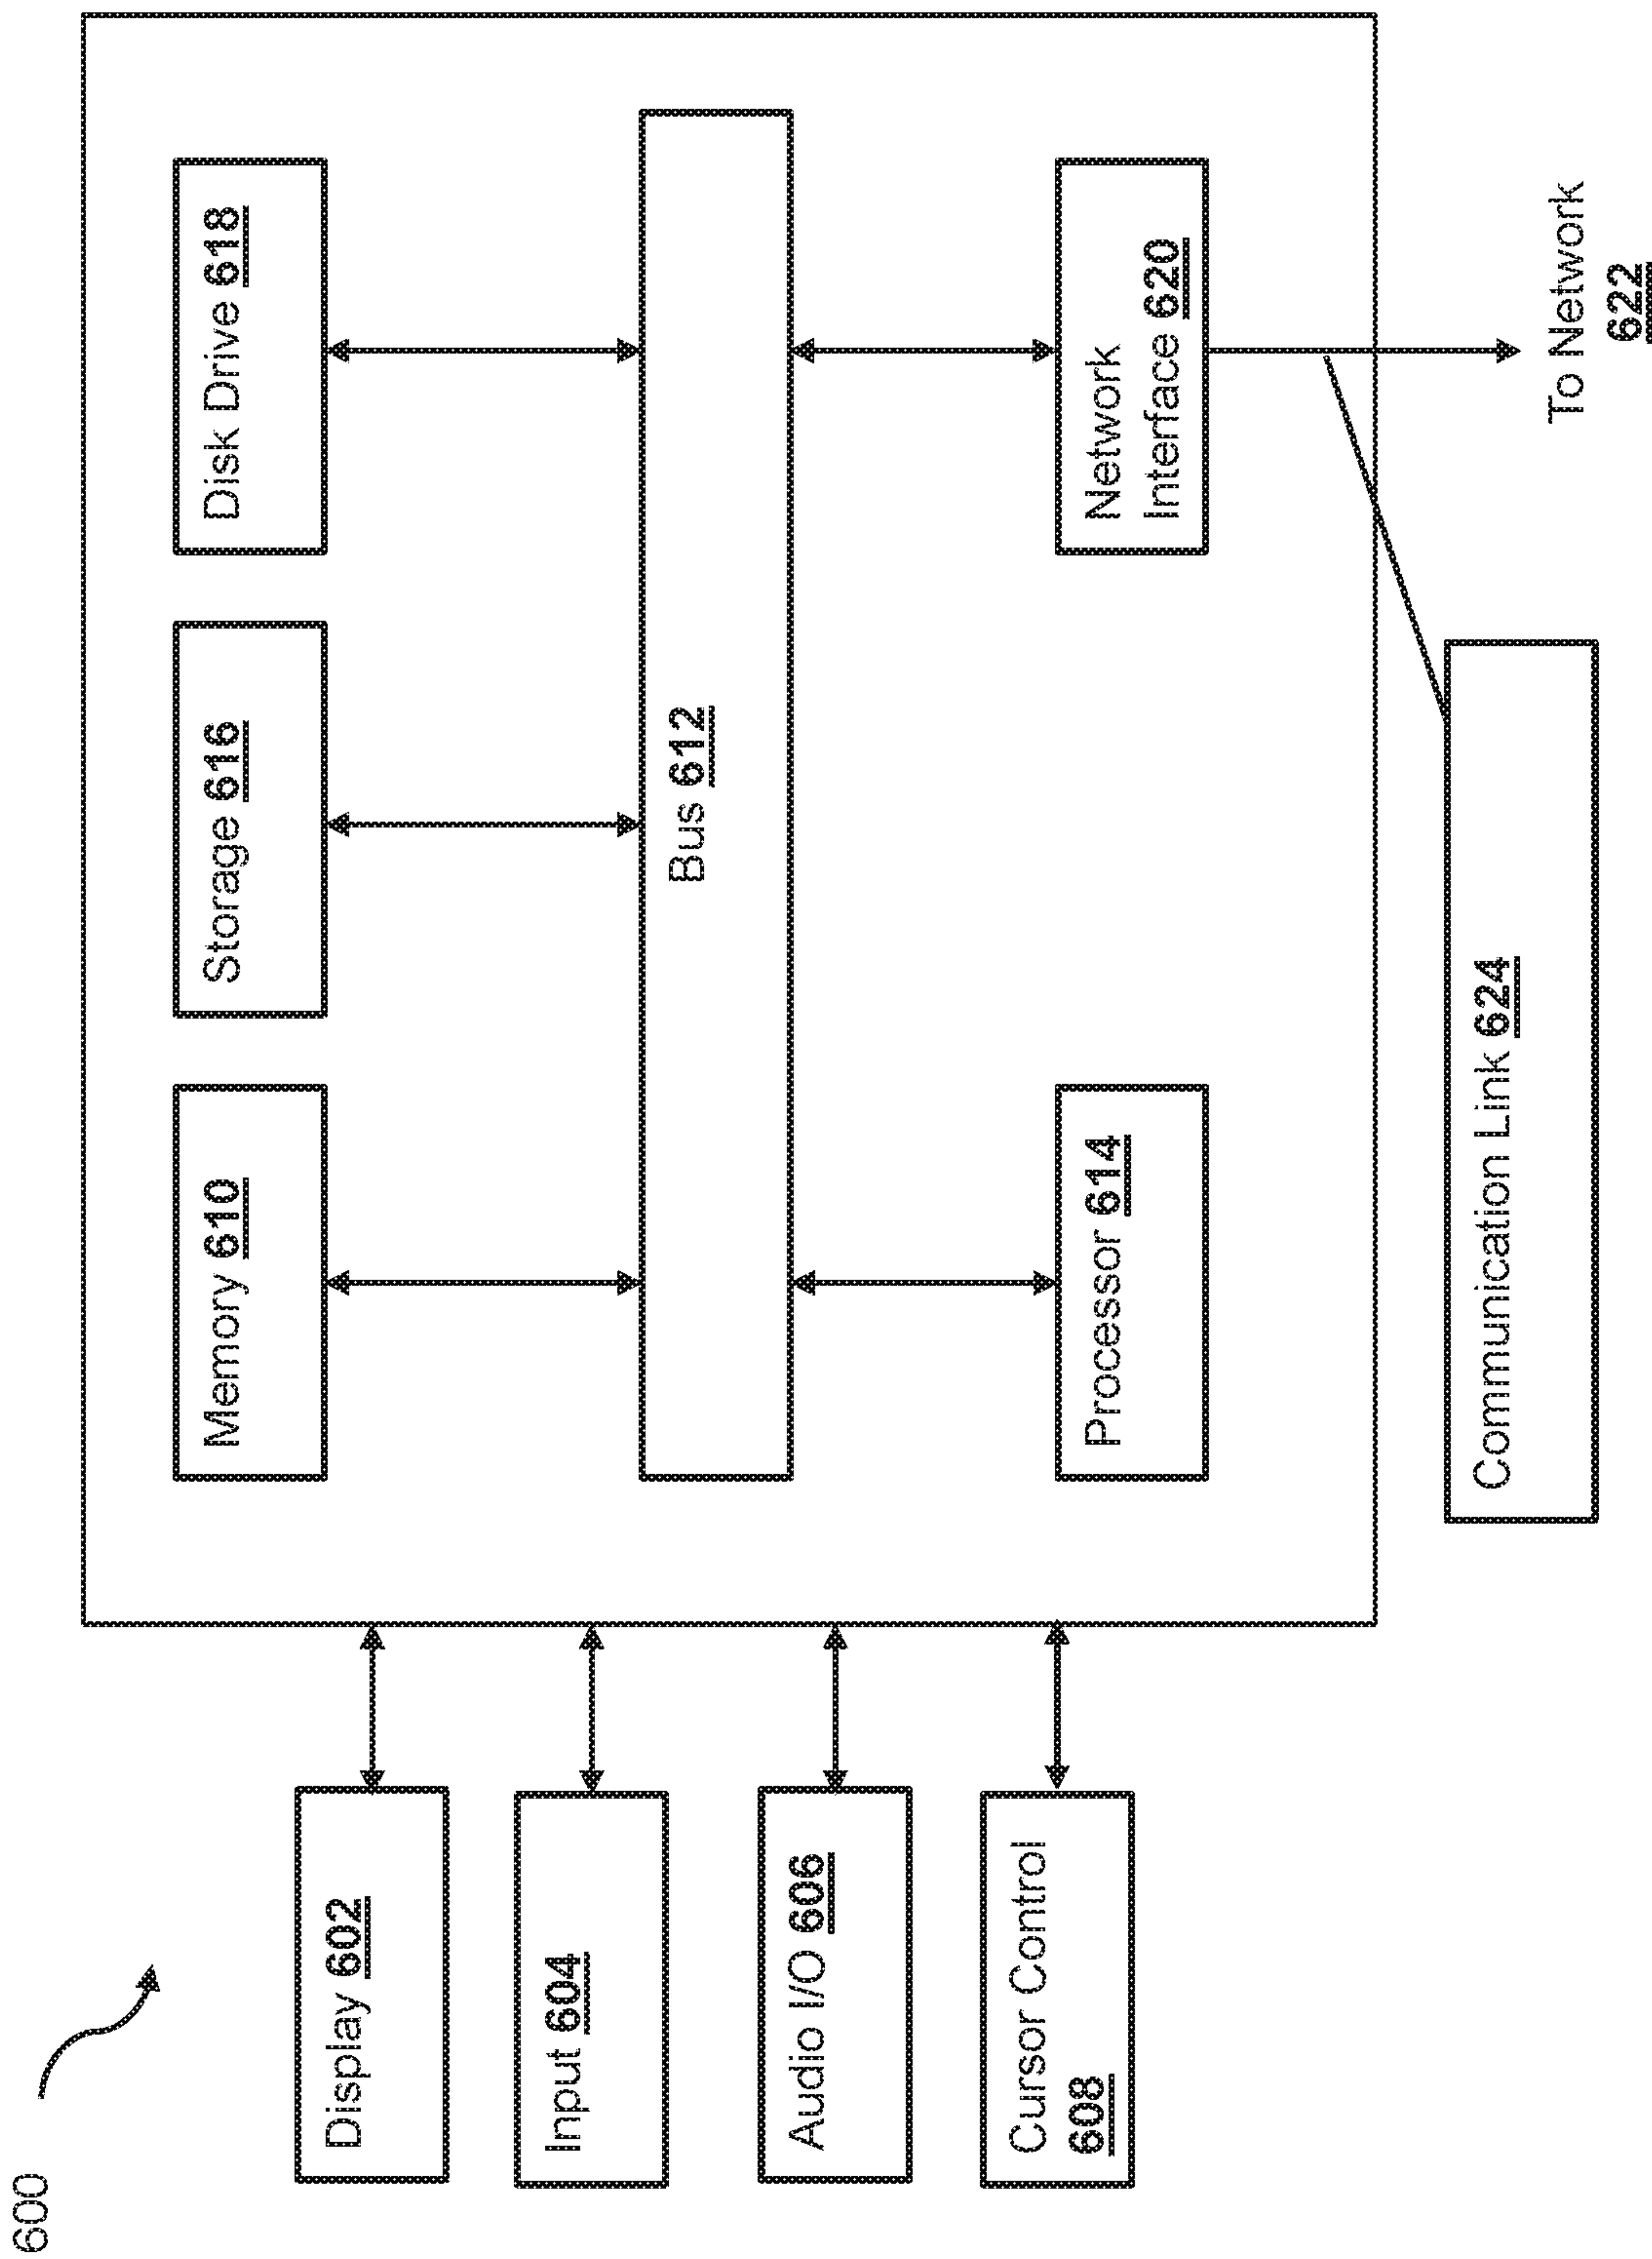 600
Display 602
Input 604
Audio I/O 606
Cursor Control
608
Memory 610
Storage 616
Disk Drive 618
Bus 612
Processor 614
Network
Interface 620
Communication Link 624
To Network
622